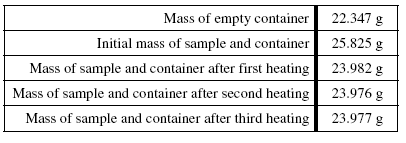 Mass of empty container 22.347 g
Initial mass of sample and container 25.825 g
Mass of sample and container after first heating 23.982 g
Mass of sample and container after second heating 23.976 g
Mass of sample and container after third heating 23.977 g